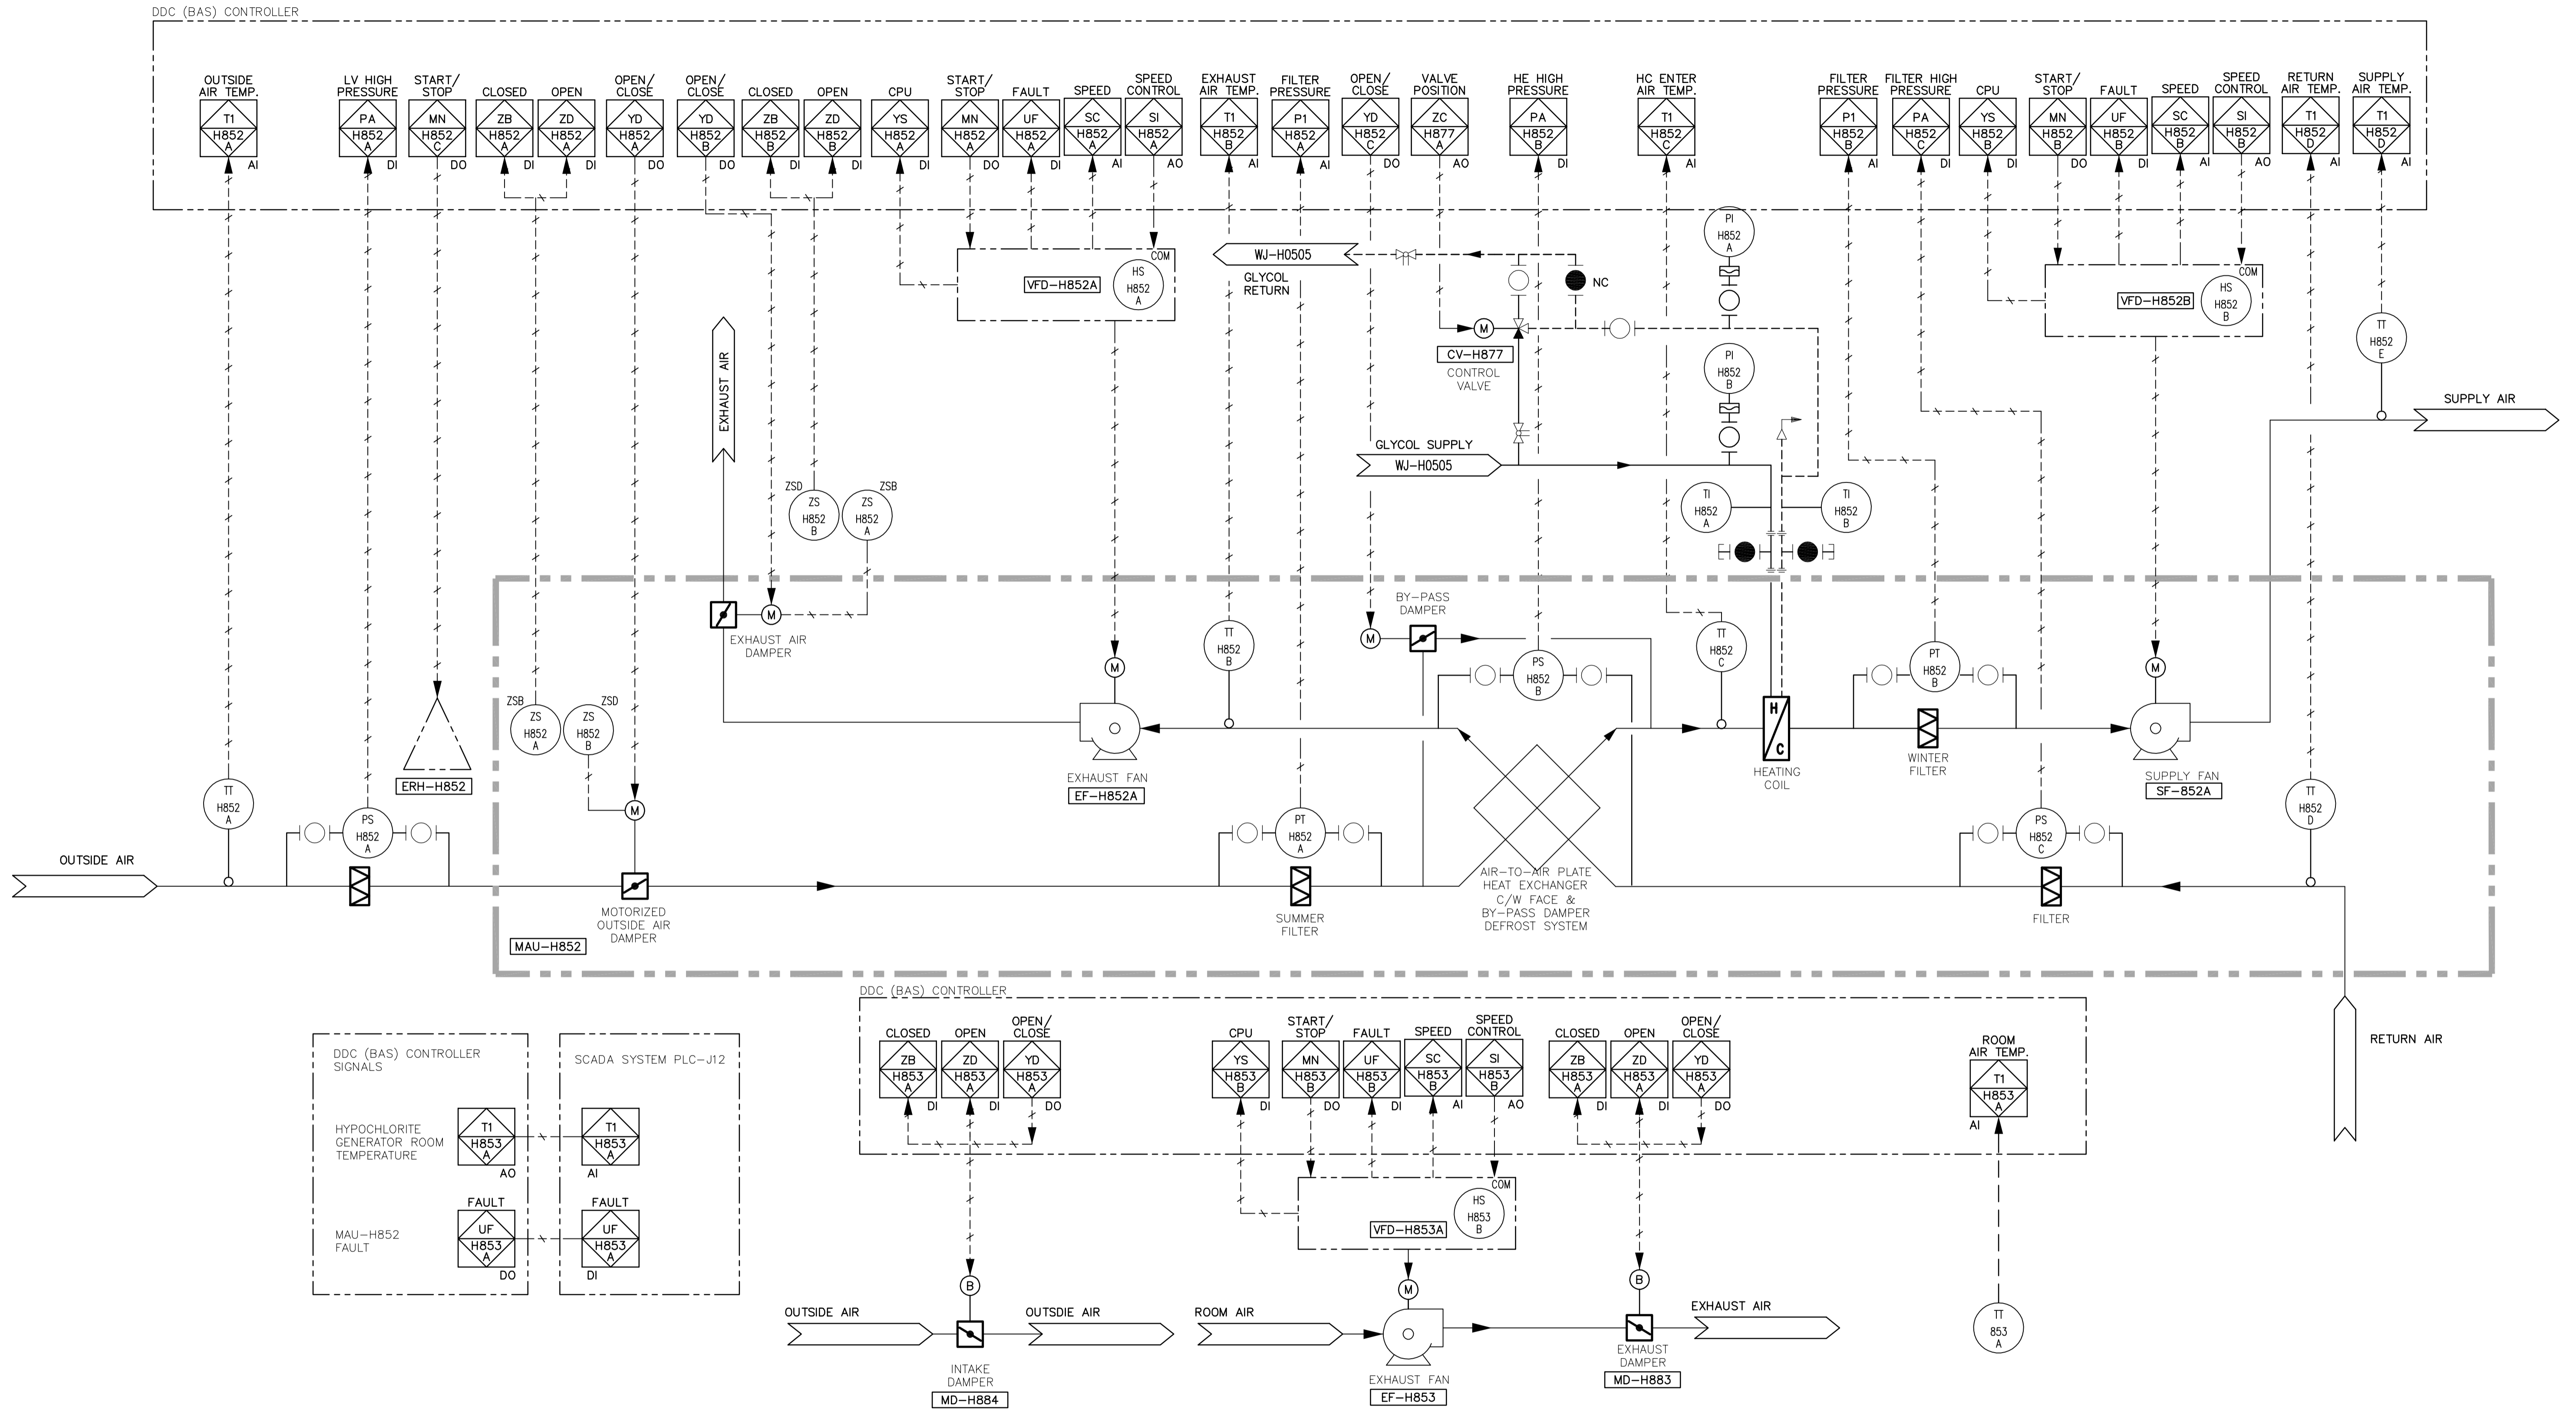 DDC (BAS) CONTROLLER
OUTSIDE
AIR TEMP.
T1
H852
A
AI
LV HIGH
PRESSURE
PA
H852
A
DI
START/
STOP
MN
H852
C
DO
CLOSED
ZB
H852
A
DI
OPEN
ZD
H852
A
DI
OPEN/
CLOSE
YD
H852
A
DO
OPEN/
CLOSE
YD
H852
B
DO
CLOSED
ZB
H852
B
DI
OPEN
ZD
H852
B
DI
CPU
YS
H852
A
DI
START/
STOP
MN
H852
A
DO
FAULT
UF
H852
A
DI
SPEED
SC
H852
A
AI
SPEED
CONTROL
SI
H852
A
AO
EXHAUST
AIR TEMP.
T1
H852
B
AI
FILTER
PRESSURE
P1
H852
A
AI
OPEN/
CLOSE
YD
H852
C
DO
VALVE
POSITION
ZC
H877
A
AO
HE HIGH
PRESSURE
PA
H852
B
DI
HC ENTER
AIR TEMP.
T1
H852
C
AI
FILTER
PRESSURE
P1
H852
B
AI
FILTER HIGH
PRESSURE
PA
H852
C
DI
CPU
YS
H852
B
DI
START/
STOP
MN
H852
B
DO
FAULT
UF
H852
B
DI
SPEED
SC
H852
B
AI
SPEED
CONTROL
SI
H852
B
AO
RETURN
AIR TEMP.
T1
H852
D
AI
SUPPLY
AIR TEMP.
T1
H852
D
AI
COM
VFD-H852A
HS
H852
A
WJ-H0505
GLYCOL
RETURN
NC
PI
H852
A
M
CV-H877
CONTROL
VALVE
PI
H852
B
COM
VFD-H852B
HS
H852
B
TT
H852
E
SUPPLY AIR
EXHAUST AIR
GLYCOL SUPPLY
WJ-H0505
ZSD
ZS
H852
B
ZSB
ZS
H852
A
TI
H852
A
TI
H852
B
M
EXHAUST AIR
DAMPER
BY-PASS
DAMPER
M
M
TT
H852
B
PS
H852
B
TT
H852
C
PT
H852
B
M
ZSB
ZS
H852
A
ZSD
ZS
H852
B
M
ERH-H852
EXHAUST FAN
EF-H852A
H
C
HEATING
COIL
WINTER
FILTER
SUPPLY FAN
SF-852A
TT
H852
A
PS
H852
A
PT
H852
A
PS
H852
C
TT
H852
D
OUTSIDE AIR
MOTORIZED
OUTSIDE AIR
DAMPER
MAU-H852
SUMMER
FILTER
AIR-TO-AIR PLATE
HEAT EXCHANGER
C/W FACE &
BY-PASS DAMPER
DEFROST SYSTEM
FILTER
RETURN AIR
DDC (BAS) CONTROLLER
CLOSED
ZB
H853
A
DI
OPEN
ZD
H853
A
DI
OPEN/
CLOSE
YD
H853
A
DO
CPU
YS
H853
B
DI
START/
STOP
MN
H853
B
DO
FAULT
UF
H853
B
DI
SPEED
SC
H853
B
AI
SPEED
CONTROL
SI
H853
B
AO
CLOSED
ZB
H853
A
DI
OPEN
ZD
H853
A
DI
OPEN/
CLOSE
YD
H853
A
DO
ROOM
AIR TEMP.
T1
H853
A
AI
DDC (BAS) CONTROLLER
SIGNALS
SCADA SYSTEM PLC-J12
HYPOCHLORITE
GENERATOR ROOM
TEMPERATURE
T1
H853
A
AO
T1
H853
A
AI
MAU-H852
FAULT
FAULT
UF
H853
A
DO
FAULT
UF
H853
A
DI
COM
VFD-H853A
HS
H853
B
B
M
B
OUTSIDE AIR
OUTSDIE AIR
INTAKE
DAMPER
MD-H884
ROOM AIR
EXHAUST FAN
EF-H853
EXHAUST AIR
EXHAUST
DAMPER
MD-H883
TT
853
A